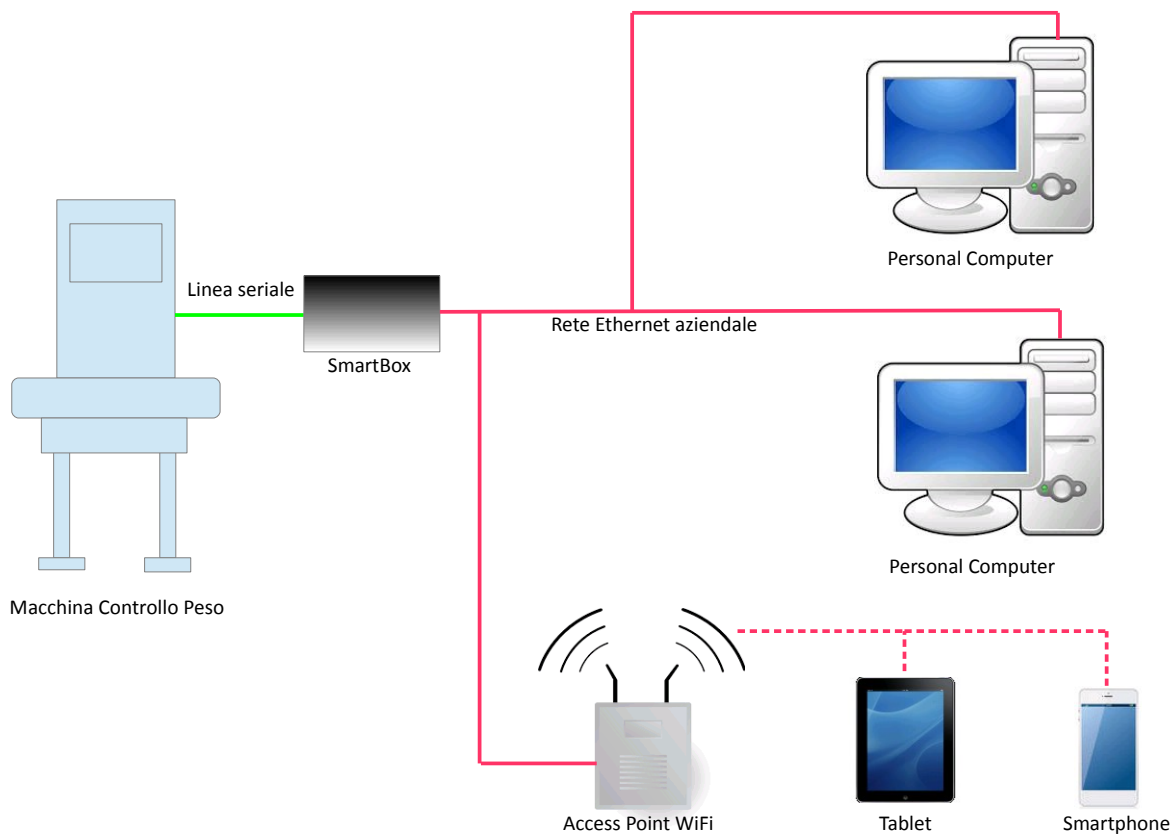 Personal Computer
Linea seriale
Rete Ethernet aziendale
SmartBox
Personal Computer
Macchina Controllo Peso
Access Point WiFi
Tablet
Smartphone